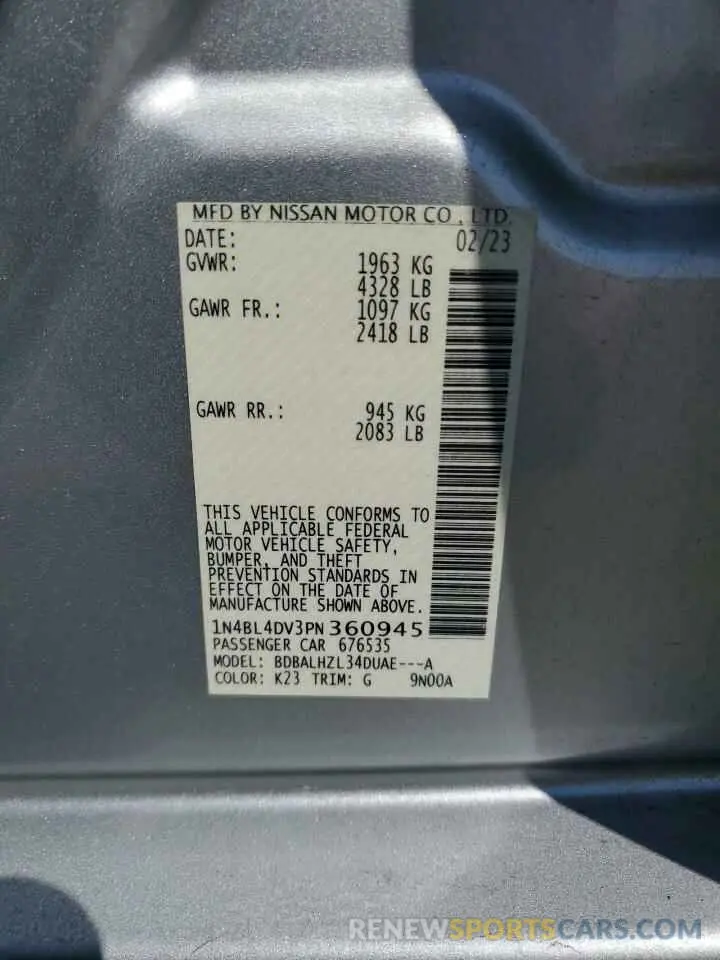 MFD BY NISSAN MOTOR CO., LTD.
DATE: 02/23
GVWR: 1963 KG
4328 LB
GAWR FR.: 1097 KG
2418 LB
GAWR RR.: 945 KG
2083 LB
THIS VEHICLE CONFORMS TO
ALL APPLICABLE FEDERAL
MOTOR VEHICLE SAFETY,
BUMPER, AND THEFT
PREVENTION STANDARDS IN
EFFECT ON THE DATE OF
MANUFACTURE SHOWN ABOVE.
1N4BL4DV3PN360945
PASSENGER CAR 676535
MODEL: BDBALHZL34DUAE---A
COLOR: K23 TRIM: G 9N00A
RENEWSPORTSCARS.COM